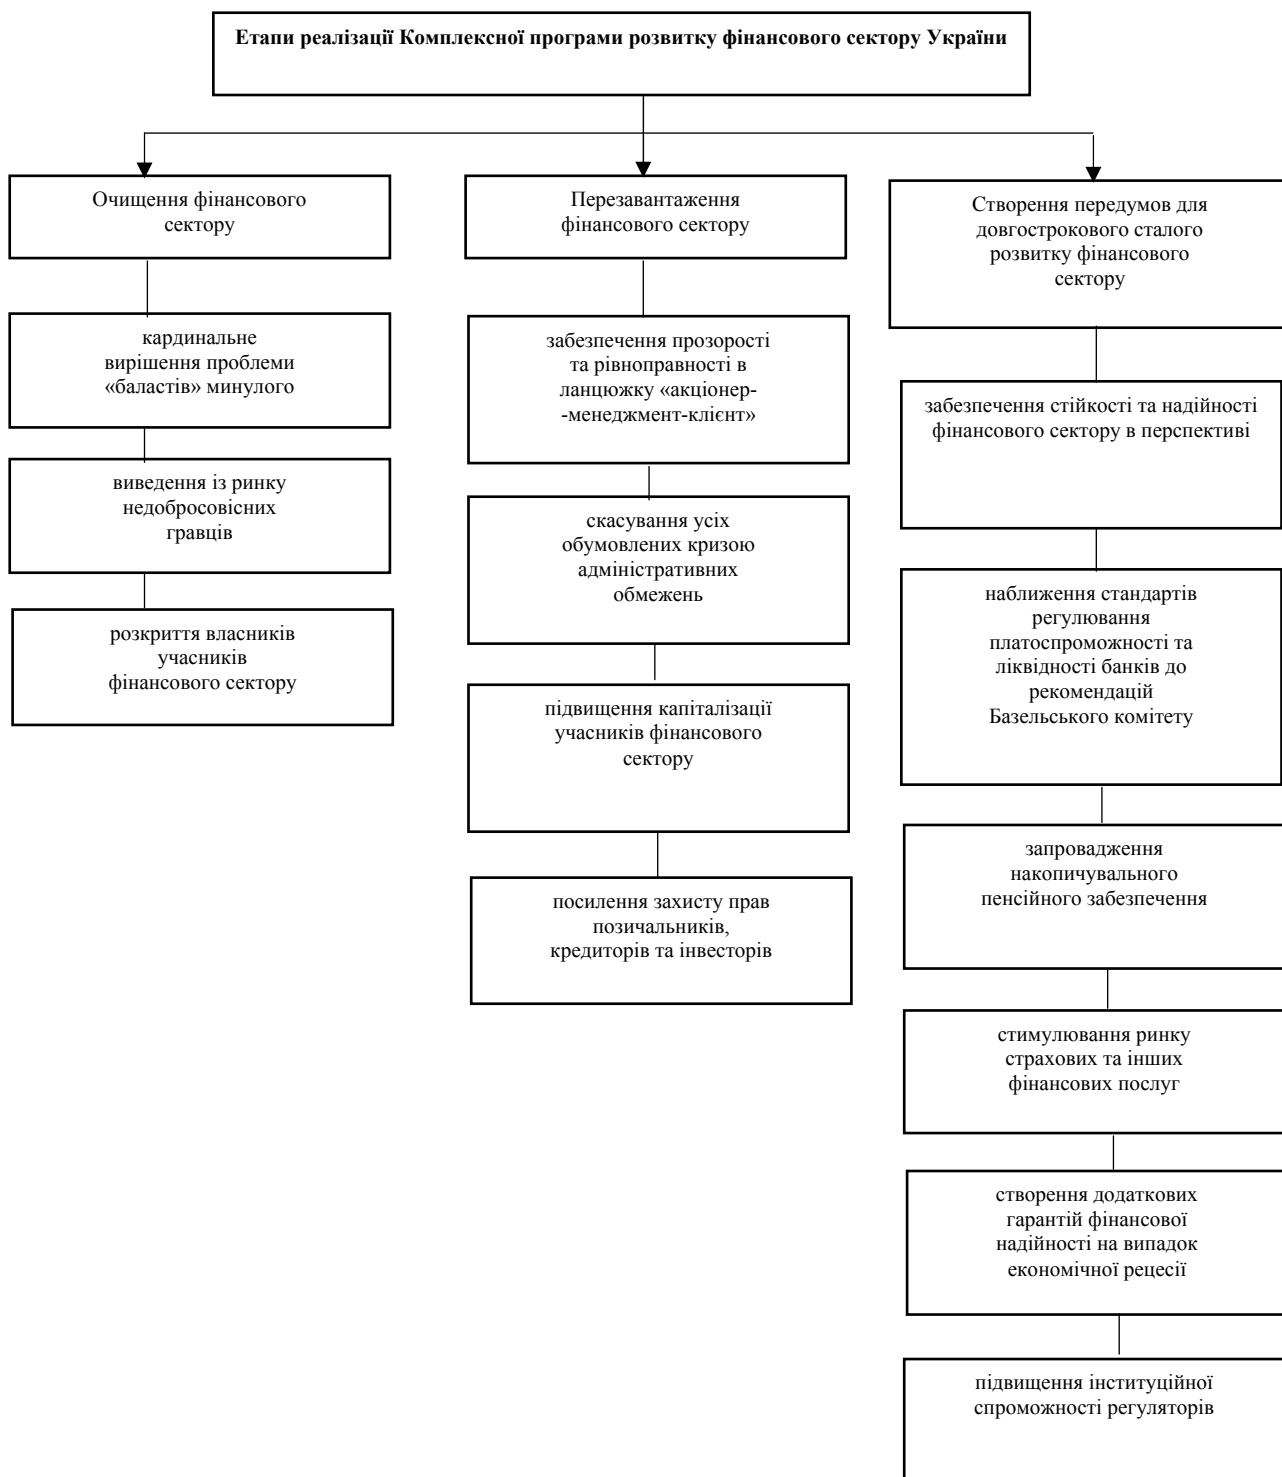 Етапи реалізації Комплексної програми розвитку фінансового сектору України
Очищення фінансового
сектору
кардинальне
вирішення проблеми
«баластів» минулого
виведення із ринку
недобросовісних
гравців
розкриття власників
учасників
фінансового сектору
Перезавантаження
фінансового сектору
забезпечення прозорості
та рівноправності в
ланцюжку «акціонер-
-менеджмент-клієнт»
скасування усіх
обумовлених кризою
адміністративних
обмежень
підвищення капіталізації
учасників фінансового
сектору
посилення захисту прав
позичальників,
кредиторів та інвесторів
Створення передумов для
довгострокового сталого
розвитку фінансового
сектору
забезпечення стійкості та надійності
фінансового сектору в перспективі
наближення стандартів
регулювання
платоспроможності та
ліквідності банків до
рекомендацій
Базельського комітету
запровадження
накопичувального
пенсійного забезпечення
стимулювання ринку
страхових та інших
фінансових послуг
створення додаткових
гарантій фінансової
надійності на випадок
економічної рецесії
підвищення інституційної
спроможності регуляторів